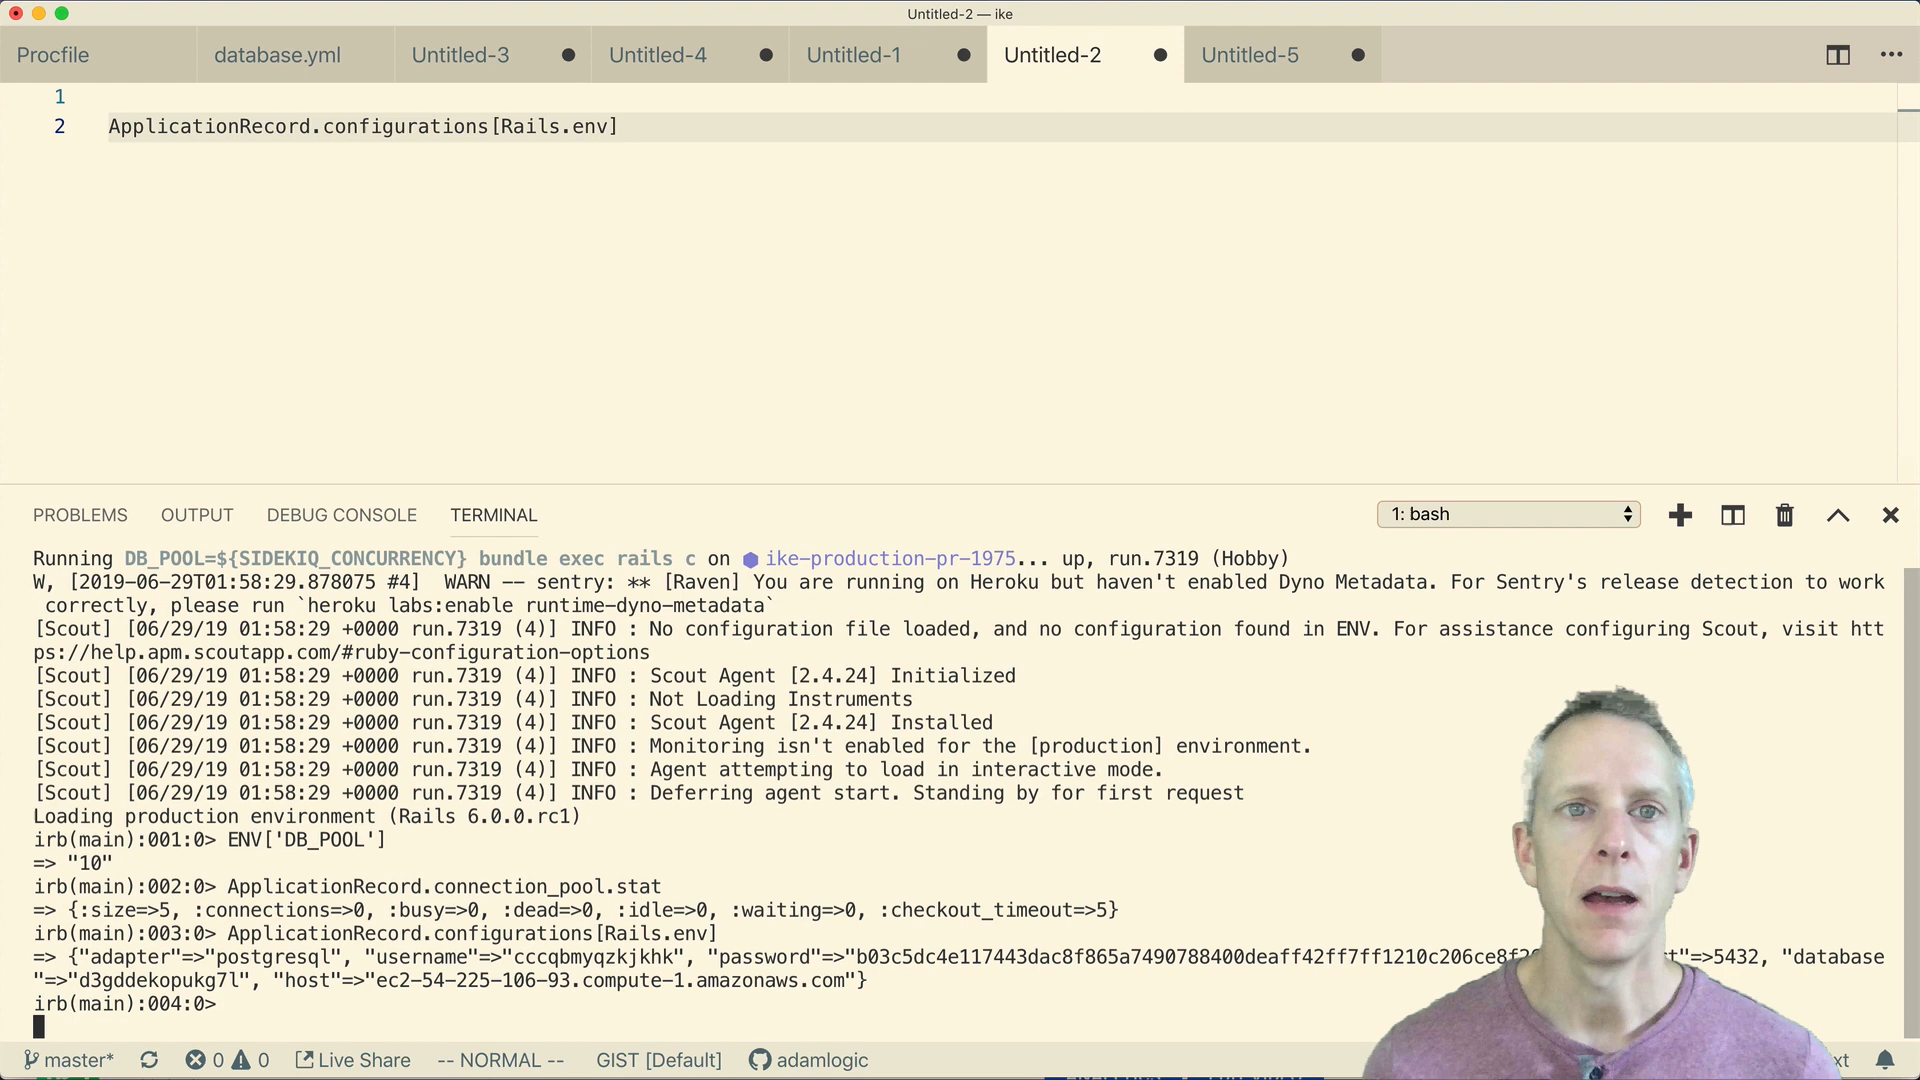 Untitled-2 — ike
Procfile database.yml Untitled-3 Untitled-4 Untitled-1 Untitled-2 Untitled-5
1
2 ApplicationRecord.configurations[Rails.env]
PROBLEMS OUTPUT DEBUG CONSOLE TERMINAL 1: bash
Running DB_POOL=${SIDEKIQ_CONCURRENCY} bundle exec rails c on ike-production-pr-1975... up, run.7319 (Hobby)
W, [2019-06-29T01:58:29.878075 #4]  WARN -- sentry: ** [Raven] You are running on Heroku but haven't enabled Dyno Metadata. For Sentry's release detection to work
correctly, please run `heroku labs:enable runtime-dyno-metadata`
[Scout] [06/29/19 01:58:29 +0000 run.7319 (4)] INFO : No configuration file loaded, and no configuration found in ENV. For assistance configuring Scout, visit htt
ps://help.apm.scoutapp.com/#ruby-configuration-options
[Scout] [06/29/19 01:58:29 +0000 run.7319 (4)] INFO : Scout Agent [2.4.24] Initialized
[Scout] [06/29/19 01:58:29 +0000 run.7319 (4)] INFO : Not Loading Instruments
[Scout] [06/29/19 01:58:29 +0000 run.7319 (4)] INFO : Scout Agent [2.4.24] Installed
[Scout] [06/29/19 01:58:29 +0000 run.7319 (4)] INFO : Monitoring isn't enabled for the [production] environment.
[Scout] [06/29/19 01:58:29 +0000 run.7319 (4)] INFO : Agent attempting to load in interactive mode.
[Scout] [06/29/19 01:58:29 +0000 run.7319 (4)] INFO : Deferring agent start. Standing by for first request
Loading production environment (Rails 6.0.0.rc1)
irb(main):001:0> ENV['DB_POOL']
=> "10"
irb(main):002:0> ApplicationRecord.connection_pool.stat
=> {:size=>5, :connections=>0, :busy=>0, :dead=>0, :idle=>0, :waiting=>0, :checkout_timeout=>5}
irb(main):003:0> ApplicationRecord.configurations[Rails.env]
=> {"adapter"=>"postgresql", "username"=>"cccqbmyqzkjkhk", "password"=>"b03c5dc4e117443dac8f865a7490788400deaff42ff7ff1210c206ce8f2 "=>5432, "database
"=>"d3gddekopukg7l", "host"=>"ec2-54-225-106-93.compute-1.amazonaws.com"}
irb(main):004:0>
master* 0 0 Live Share -- NORMAL -- GIST [Default] adamlogic